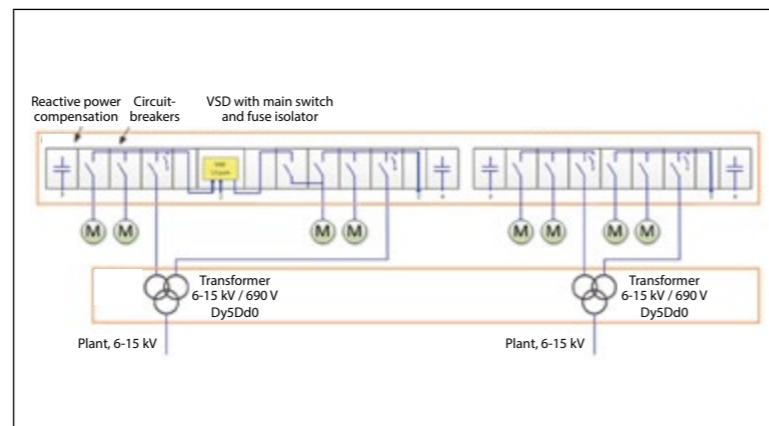 Reactive power
compensation
Circuit-
breakers
VSD with main switch
and fuse isolator
M
M
M
M
M
M
M
M
Transformer
6-15 kV / 690 V
Dy5Dd0
Transformer
6-15 kV / 690 V
Dy5Dd0
Plant, 6-15 kV
Plant, 6-15 kV